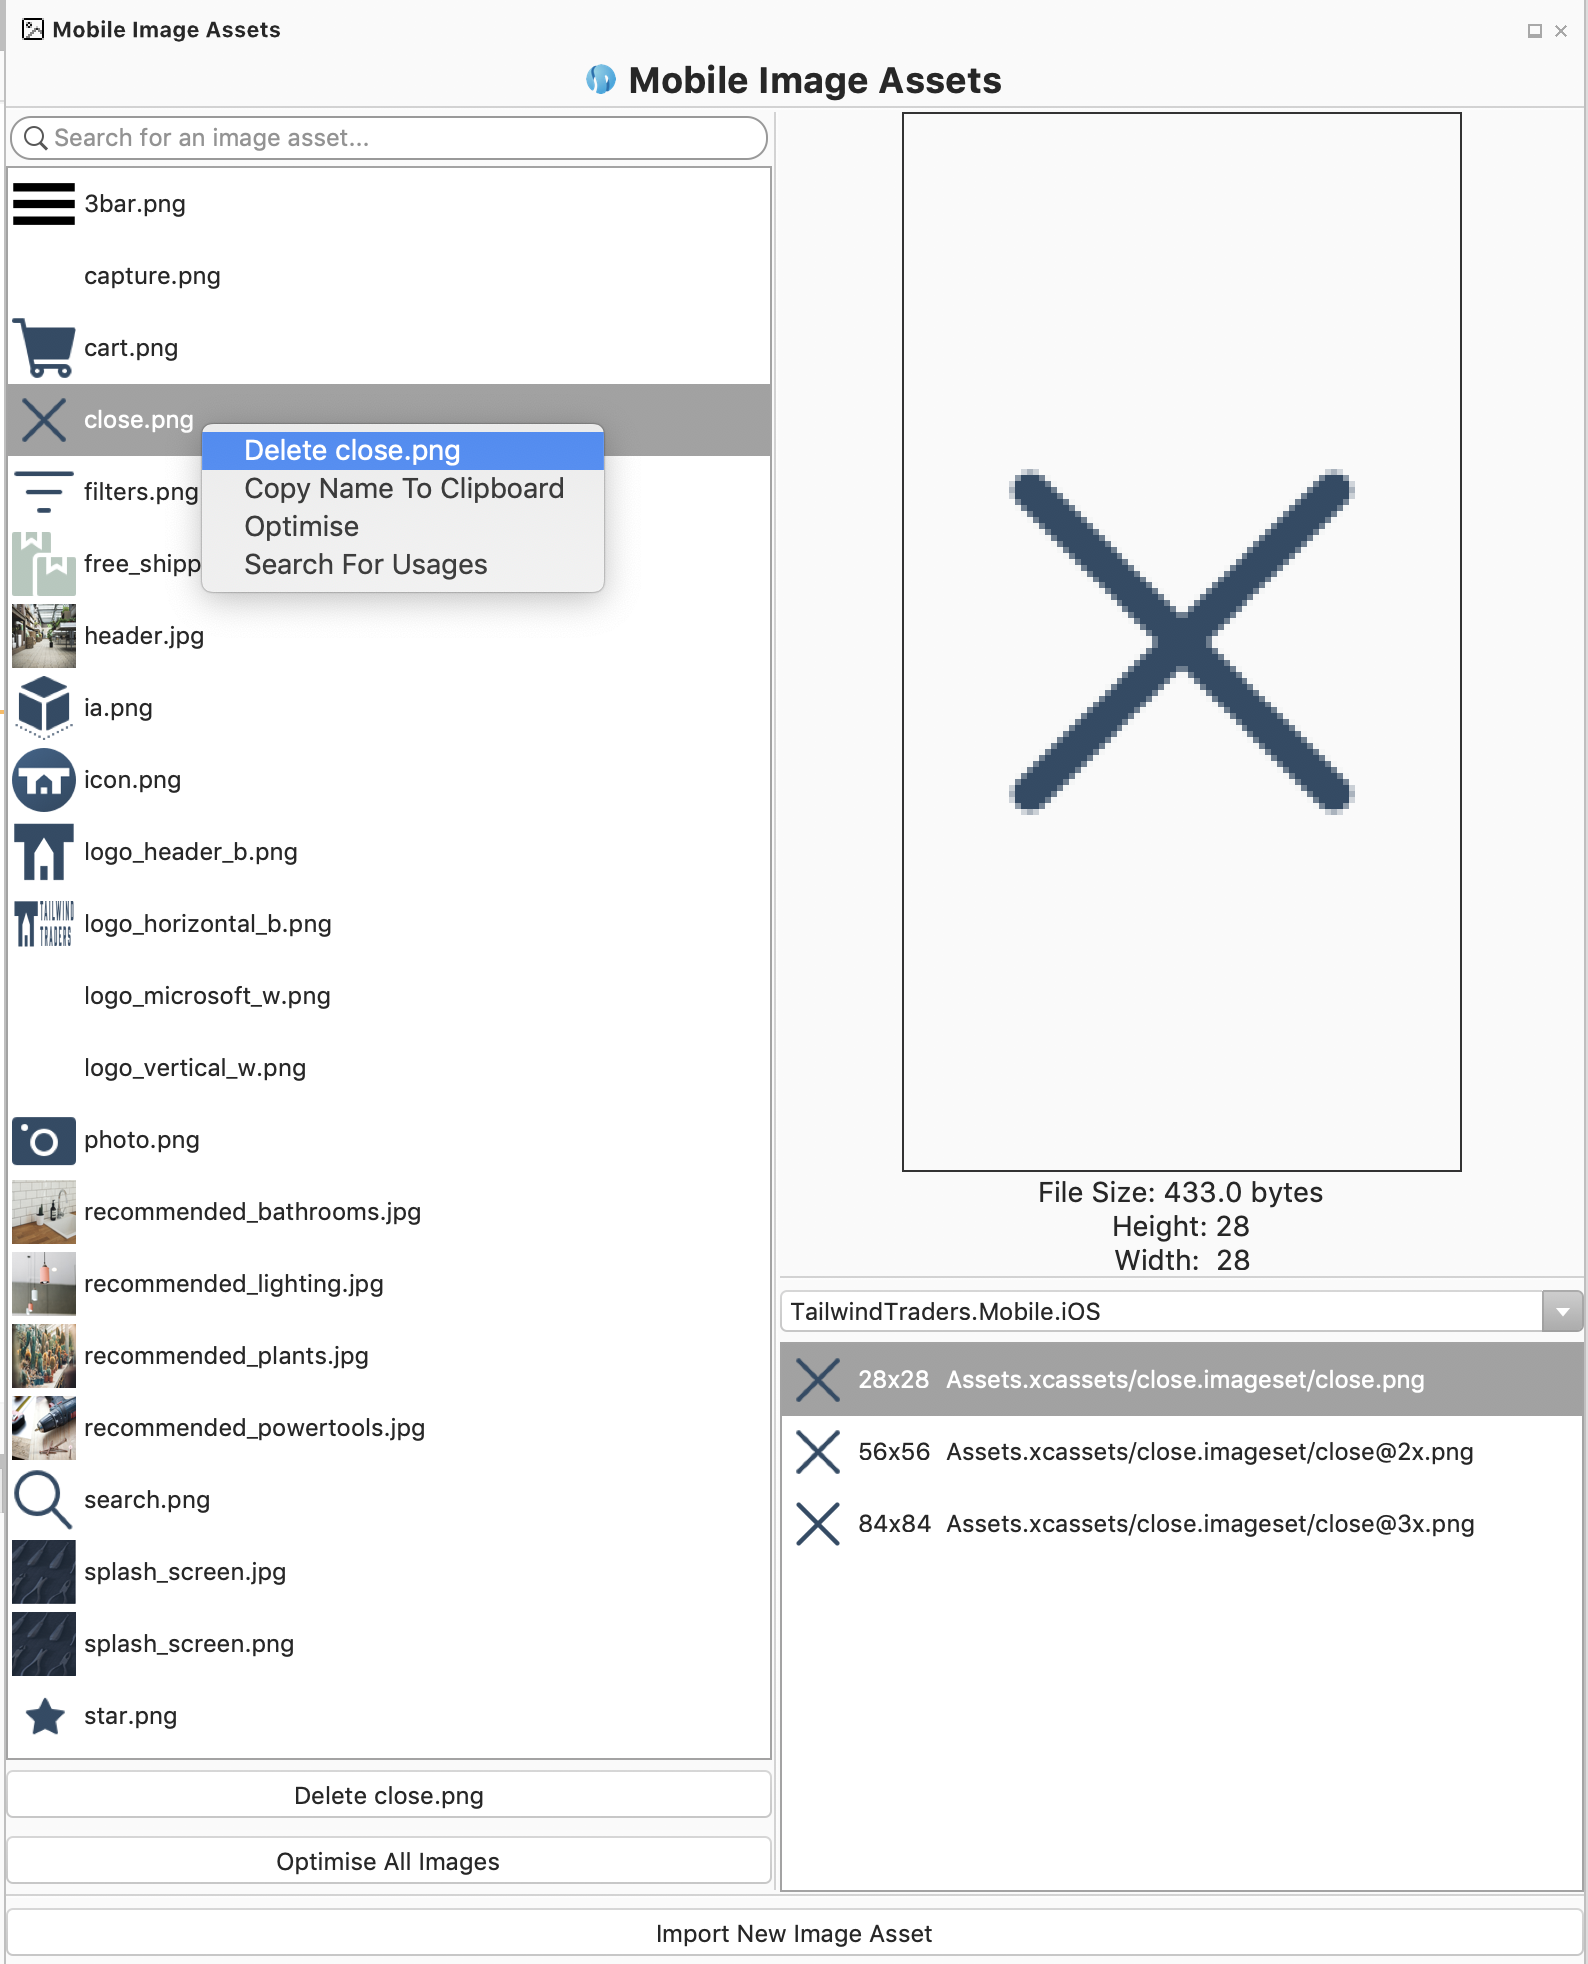 Mobile Image Assets
Mobile Image Assets
Search for an image asset...
3bar.png
capture.png
cart.png
close.png
Delete close.png
Copy Name To Clipboard
Optimise
Search For Usages
filters.png
free_shipp
header.jpg
ia.png
icon.png
logo_header_b.png
TAILWIND
TRADERS
logo_horizontal_b.png
logo_microsoft_w.png
logo_vertical_w.png
photo.png
recommended_bathrooms.jpg
recommended_lighting.jpg
recommended_plants.jpg
recommended_powertools.jpg
search.png
splash_screen.jpg
splash_screen.png
star.png
Delete close.png
Optimise All Images
File Size: 433.0 bytes
Height: 28
Width: 28
TailwindTraders.Mobile.iOS
28x28 Assets.xcassets/close.imageset/close.png
56x56 Assets.xcassets/close.imageset/close@2x.png
84x84 Assets.xcassets/close.imageset/close@3x.png
Import New Image Asset